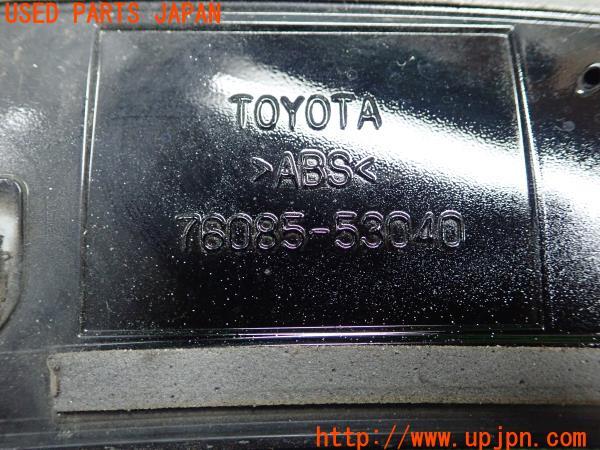 USED PARTS JAPAN
TOYOTA
>ABS<
76085-53040
http://www.upjpn.com